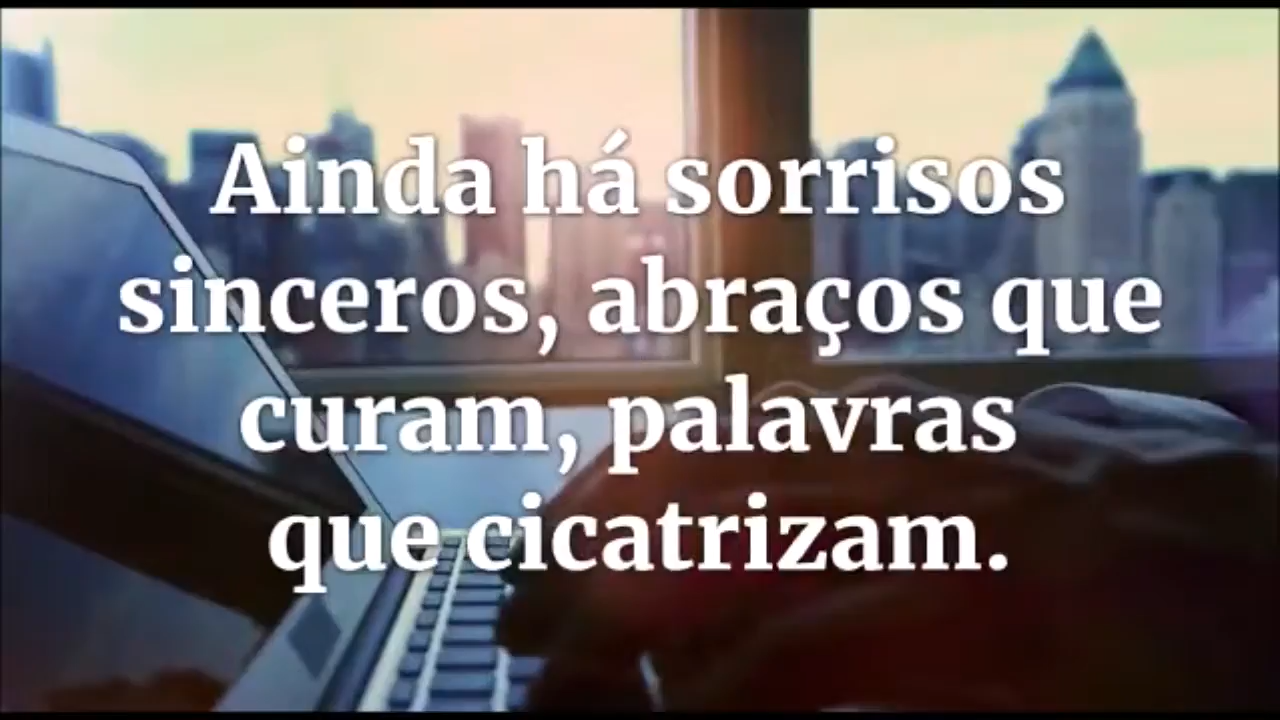 Ainda há sorrisos
sinceros, abraços que
curam, palavras
que cicatrizam.